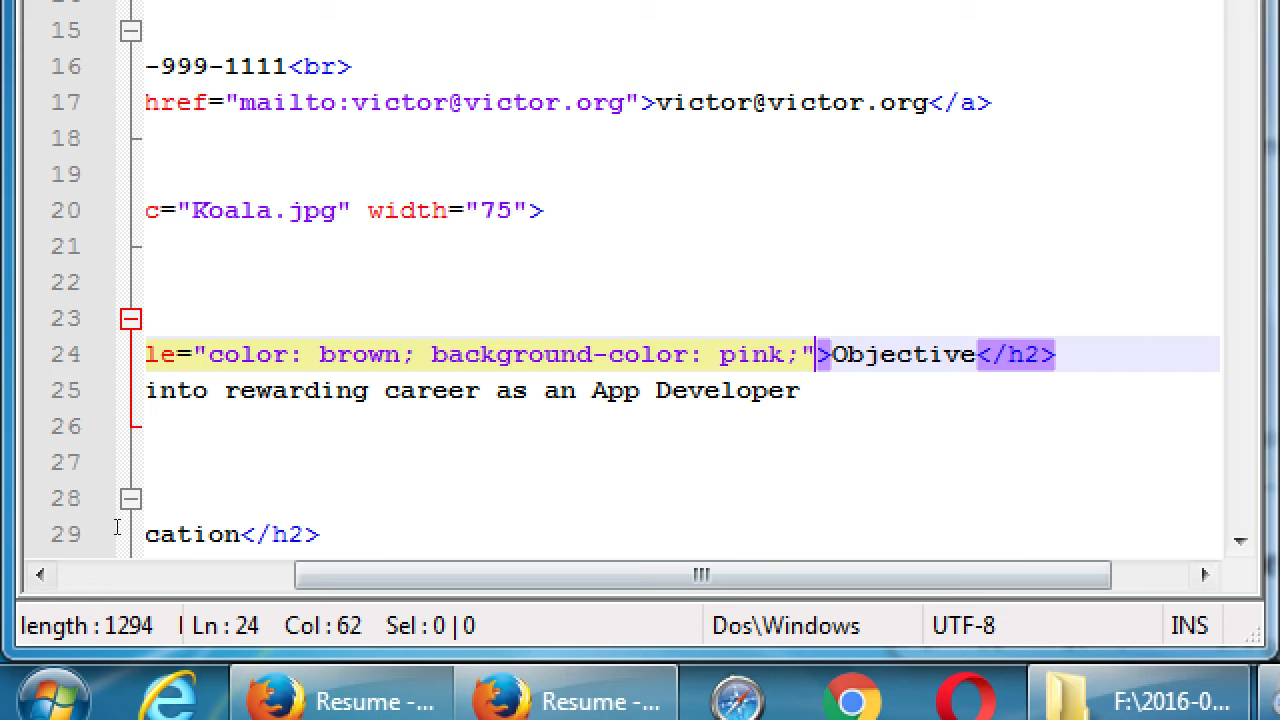 15
16 -999-1111<br>
17 href="mailto:victor@victor.org">victor@victor.org</a>
18
19
20 c="Koala.jpg" width="75">
21
22
23
24 le="color: brown; background-color: pink;">Objective</h2>
25 into rewarding career as an App Developer
26
27
28
29 cation</h2>
length : 1294 Ln : 24 Col : 62 Sel : 0 | 0 Dos\Windows UTF-8 INS
Resume -... Resume -... F:\2016-0...